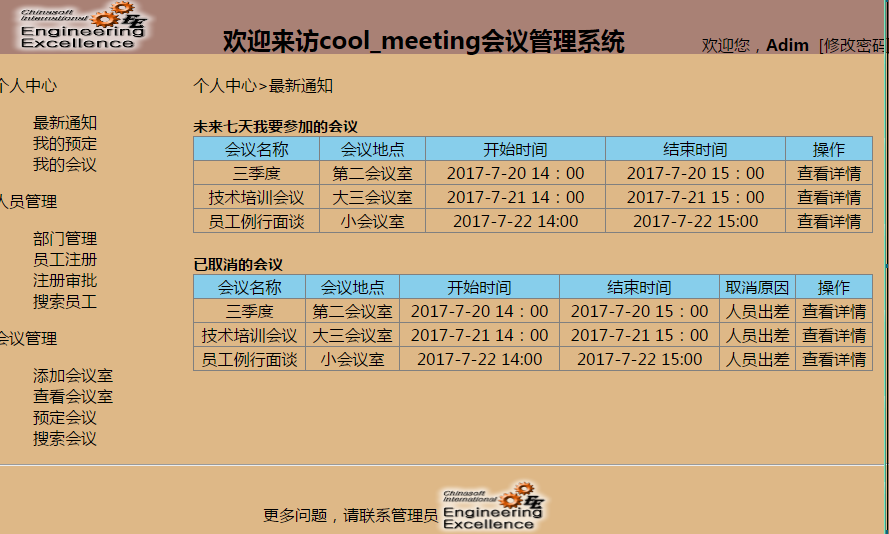 Chinasoft
International
Engineering
Excellence
欢迎来访cool_meeting会议管理系统
欢迎您，Adim [修改密码
个人中心
最新通知
我的预定
我的会议
人员管理
部门管理
员工注册
注册审批
搜索员工
会议管理
添加会议室
查看会议室
预定会议
搜索会议
个人中心>最新通知
未来七天我要参加的会议
会议名称 会议地点 开始时间 结束时间 操作
三季度 第二会议室 2017-7-20 14：00 2017-7-20 15：00 查看详情
技术培训会议 大三会议室 2017-7-21 14：00 2017-7-21 15：00 查看详情
员工例行面谈 小会议室 2017-7-22 14:00 2017-7-22 15:00 查看详情
已取消的会议
会议名称 会议地点 开始时间 结束时间 取消原因 操作
三季度 第二会议室 2017-7-20 14：00 2017-7-20 15：00 人员出差 查看详情
技术培训会议 大三会议室 2017-7-21 14：00 2017-7-21 15：00 人员出差 查看详情
员工例行面谈 小会议室 2017-7-22 14:00 2017-7-22 15:00 人员出差 查看详情
更多问题，请联系管理员
Chinasoft
International
Engineering
Excellence